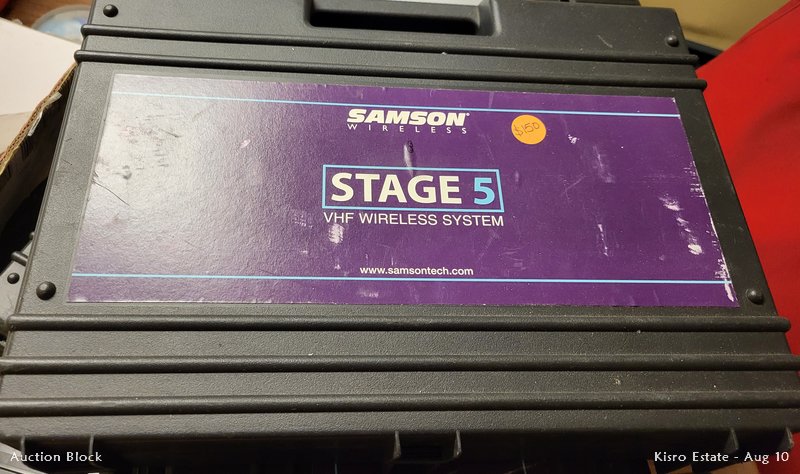 SAMSON
WIRELESS
$150
STAGE 5
VHF WIRELESS SYSTEM
www.samsontech.com
Auction Block
Kisro Estate - Aug 10